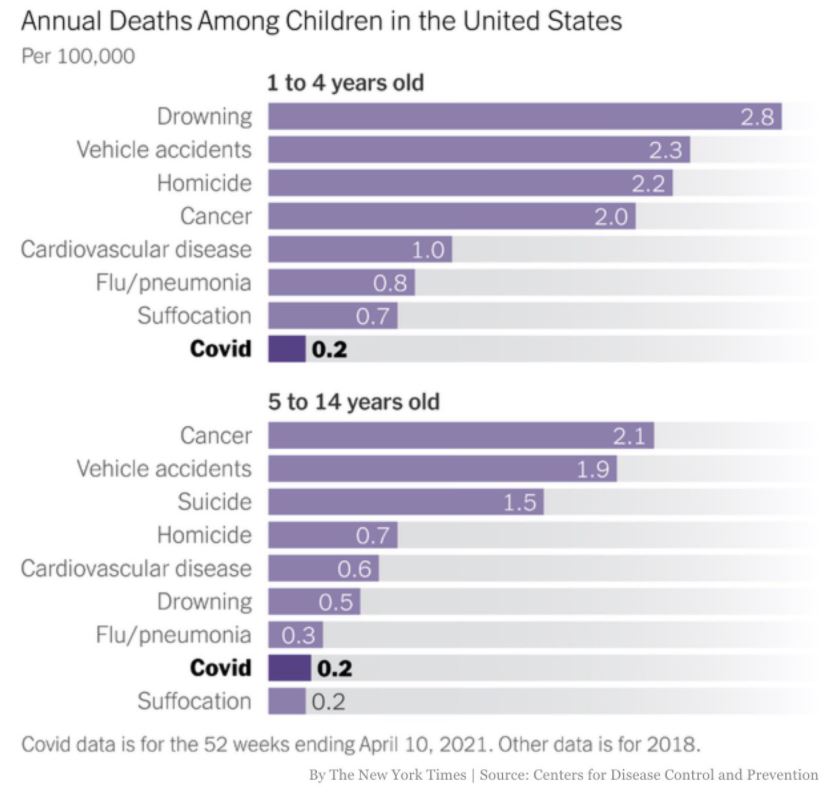 Annual Deaths Among Children in the United States
Per 100,000
1 to 4 years old
Drowning 2.8
Vehicle accidents 2.3
Homicide 2.2
Cancer 2.0
Cardiovascular disease 1.0
Flu/pneumonia 0.8
Suffocation 0.7
Covid 0.2
5 to 14 years old
Cancer 2.1
Vehicle accidents 1.9
Suicide 1.5
Homicide 0.7
Cardiovascular disease 0.6
Drowning 0.5
Flu/pneumonia 0.3
Covid 0.2
Suffocation 0.2
Covid data is for the 52 weeks ending April 10, 2021. Other data is for 2018.
By The New York Times | Source: Centers for Disease Control and Prevention